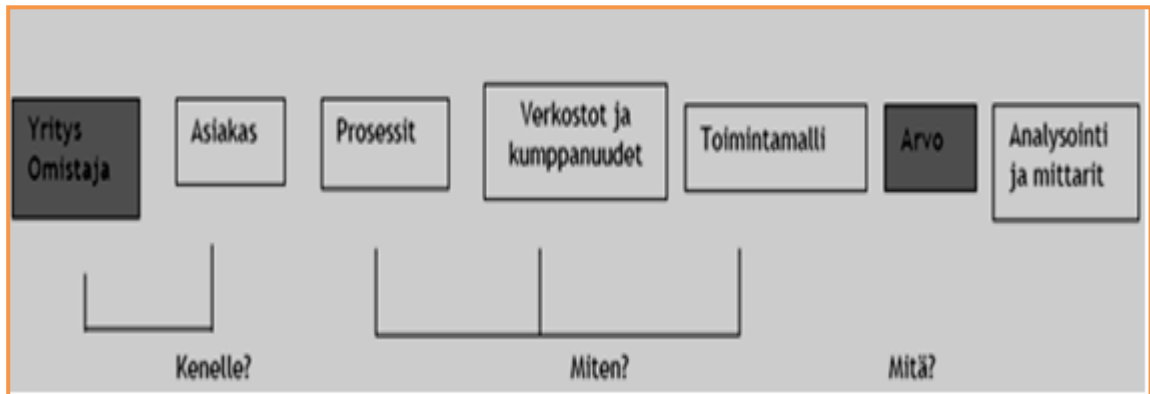 Yritys
Omistaja
Asiakas
Prosessit
Verkostot ja
kumppanuudet
Toimintamalli
Arvo
Analysointi
ja mittarit
Kenelle?
Miten?
Mitä?